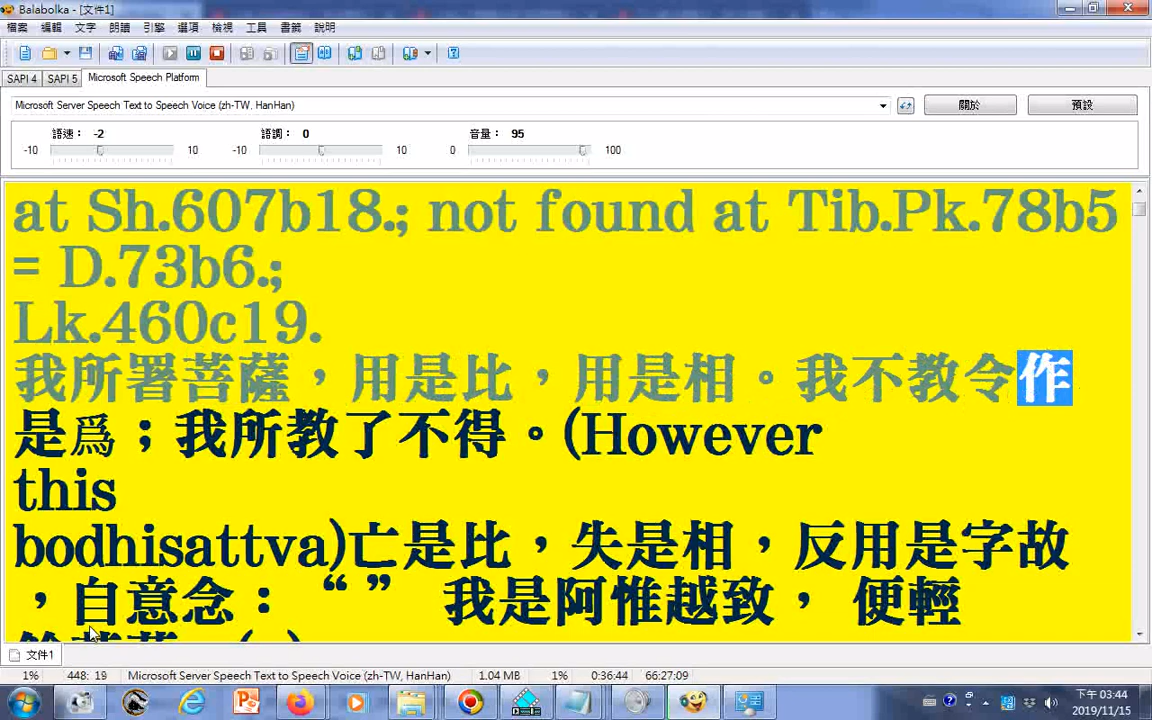 Balabolka - [文件1]
檔案 編輯 文字 朗讀 引擎 選項 檢視 工具 書籤 說明
SAPI 4 SAPI 5 Microsoft Speech Platform
Microsoft Server Speech Text to Speech Voice (zh-TW, HanHan) 關於 預設
語速： -2 語調： 0 音量： 95
-10 10 -10 10 0 100
at Sh.607b18.; not found at Tib.Pk.78b5
= D.73b6.;
Lk.460c19.
我所署菩薩，用是比，用是相。我不教令作
是爲；我所教了不得。(However
this
bodhisattva)亡是比，失是相，反用是字故
，自意念：“ ” 我是阿惟越致， 便輕
文件1
1% 448: 19 Microsoft Server Speech Text to Speech Voice (zh-TW, HanHan) 1.04 MB 1% 0:36:44 66:27:09
下午 03:44
2019/11/15